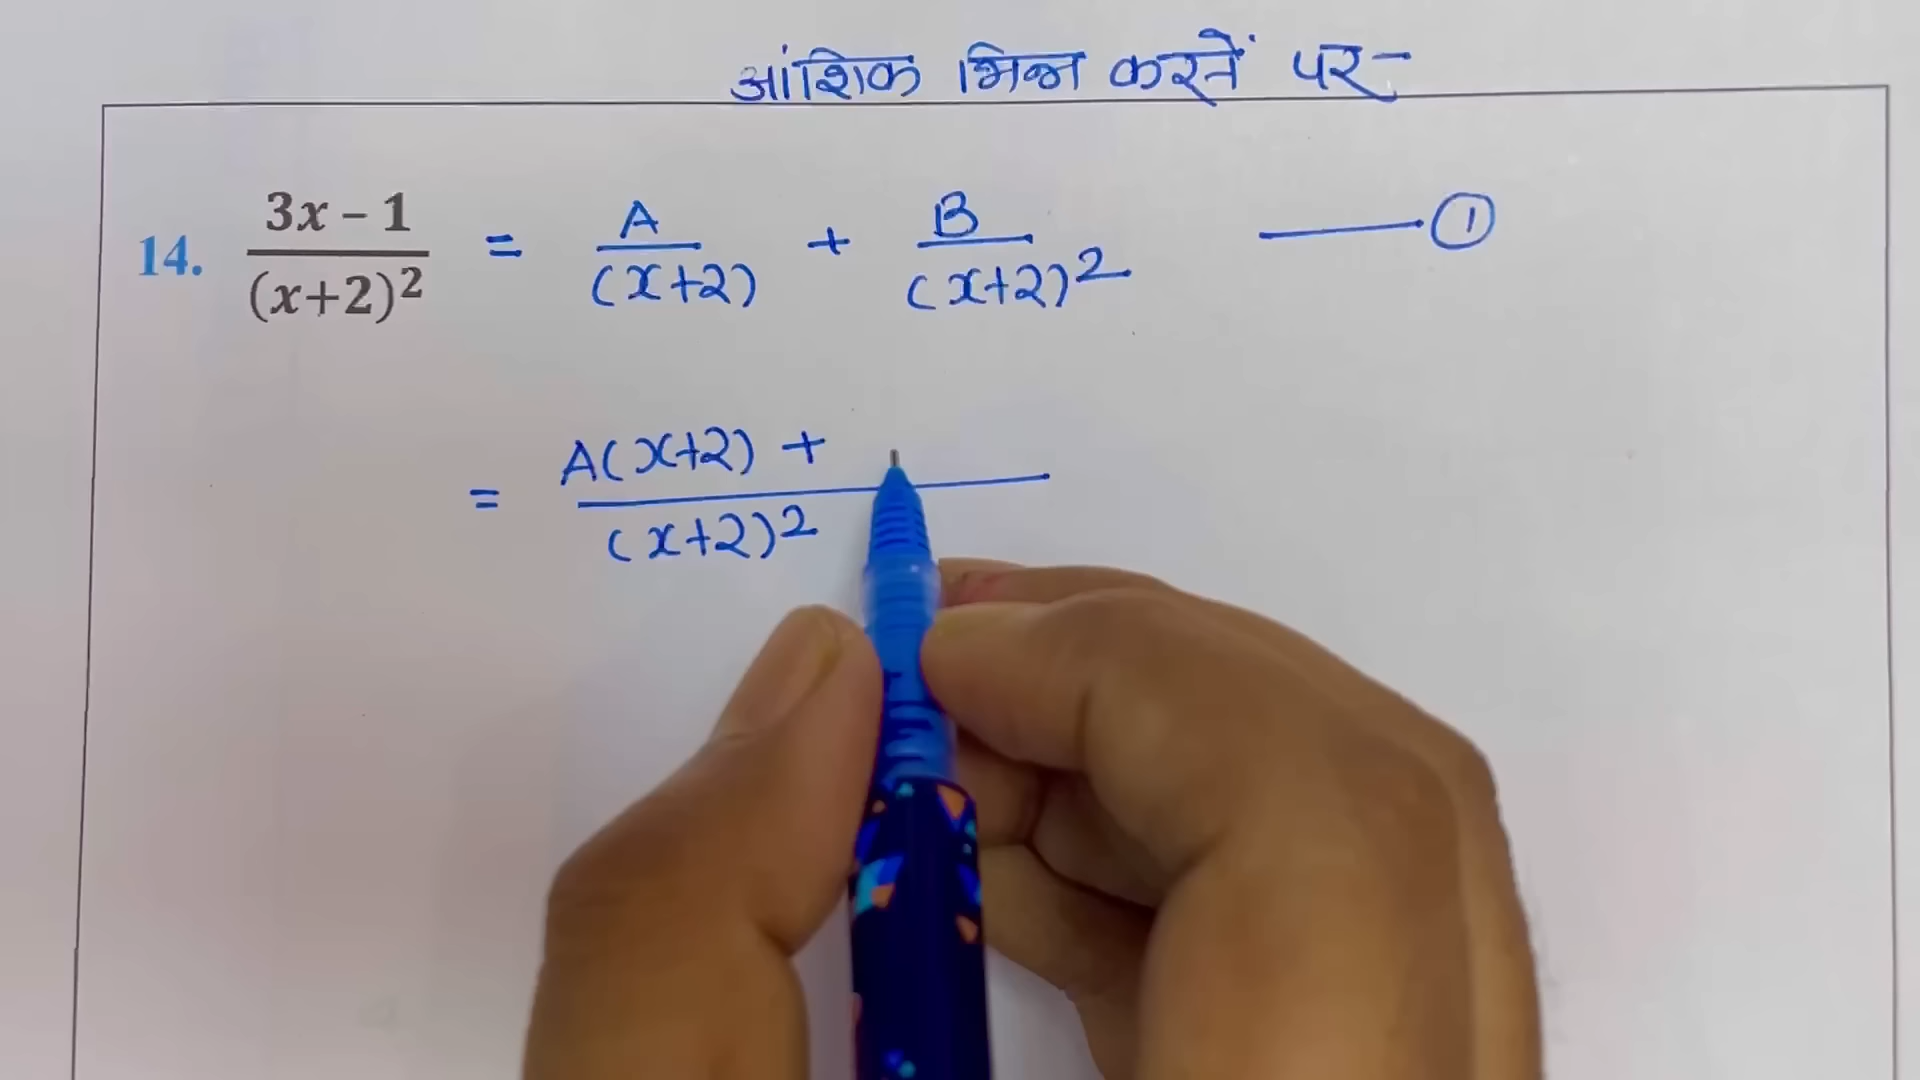 आंशिक भिन्न करनें पर-
14. (3x - 1)/(x+2)² = A/(x+2) + B/(x+2)² —— ①
= (A(x+2) + )/(x+2)²